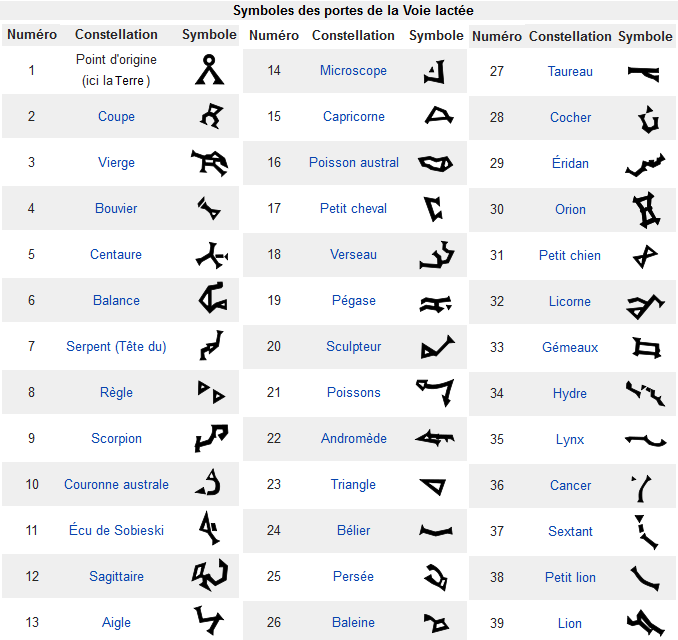 Symboles des portes de la Voie lactée
Numéro Constellation Symbole
1 Point d'origine
(ici la Terre )
2 Coupe
3 Vierge
4 Bouvier
5 Centaure
6 Balance
7 Serpent (Tête du)
8 Règle
9 Scorpion
10 Couronne australe
11 Écu de Sobieski
12 Sagittaire
13 Aigle
Numéro Constellation Symbole
14 Microscope
15 Capricorne
16 Poisson austral
17 Petit cheval
18 Verseau
19 Pégase
20 Sculpteur
21 Poissons
22 Andromède
23 Triangle
24 Bélier
25 Persée
26 Baleine
Numéro Constellation Symbole
27 Taureau
28 Cocher
29 Éridan
30 Orion
31 Petit chien
32 Licorne
33 Gémeaux
34 Hydre
35 Lynx
36 Cancer
37 Sextant
38 Petit lion
39 Lion